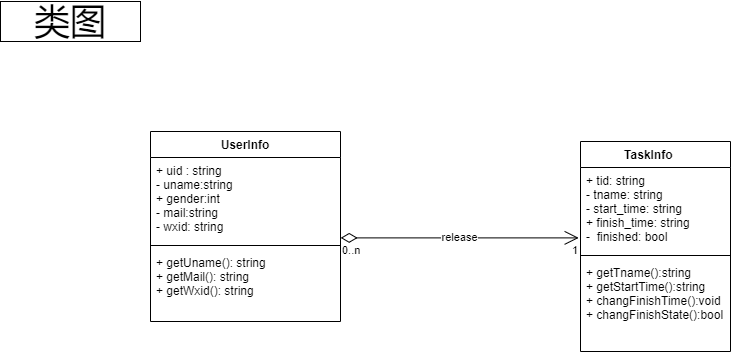 类图
UserInfo
+ uid : string
- uname:string
+ gender:int
- mail:string
- wxid: string
+ getUname(): string
+ getMail(): string
+ getWxid(): string
0..n
release
1
TaskInfo
+ tid: string
- tname: string
- start_time: string
+ finish_time: string
- finished: bool
+ getTname():string
+ getStartTime():string
+ changFinishTime():void
+ changFinishState():bool